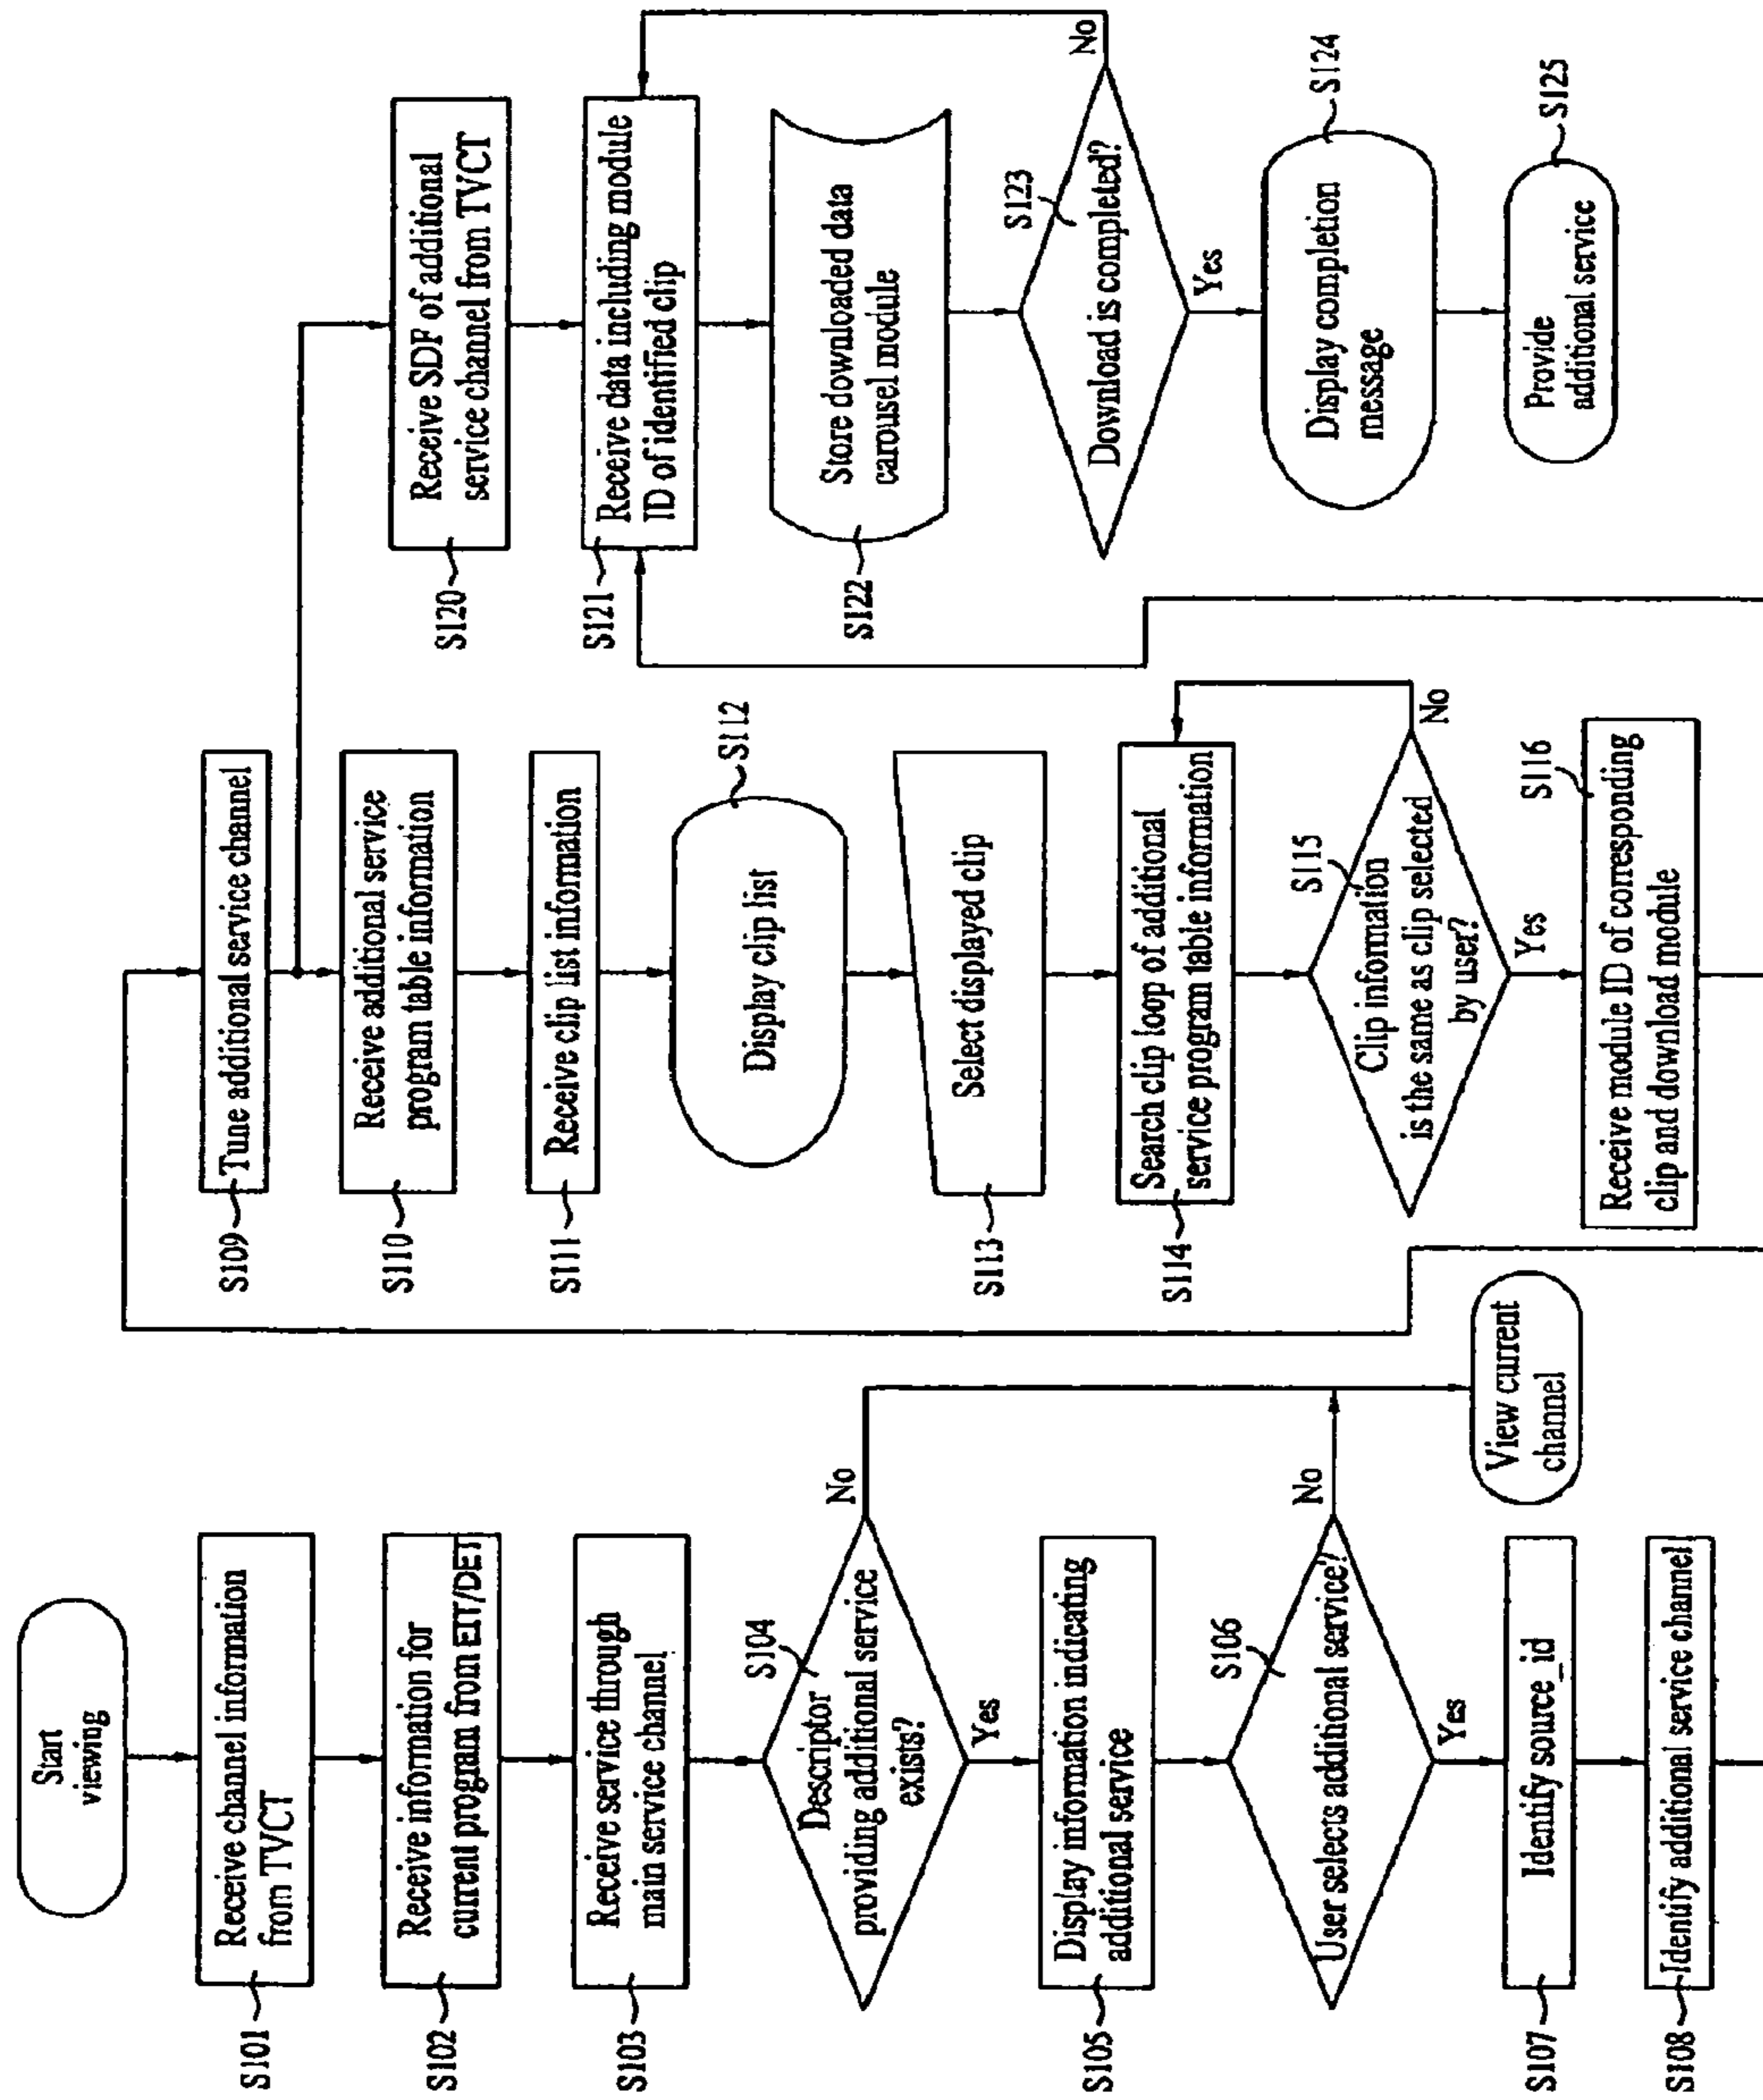 Start
viewing
S101
Receive channel information
from TVCT
S102
Receive information for
current program from EIT/DET
S103
Receive service through
main service channel
S104
Descriptor
providing additional service
exists?
No
Yes
S105
Display information indicating
additional service
S106
User selects additional service?
No
Yes
View current
channel
S107
Identify source_id
S108
Identify additional service channel
S109
Tune additional service channel
S110
Receive additional service
program table information
S111
Receive clip list information
S112
Display clip list
S113
Select displayed clip
S114
Search clip loop of additional
service program table information
S115
Clip information
is the same as clip selected
by user?
No
Yes
S116
Receive module ID of corresponding
clip and download module
S120
Receive SDF of additional
service channel from TVCT
S121
Receive data including module
ID of identified clip
S122
Store downloaded data
carousel module
S123
Download is completed?
No
Yes
S124
Display completion
message
S125
Provide
additional service